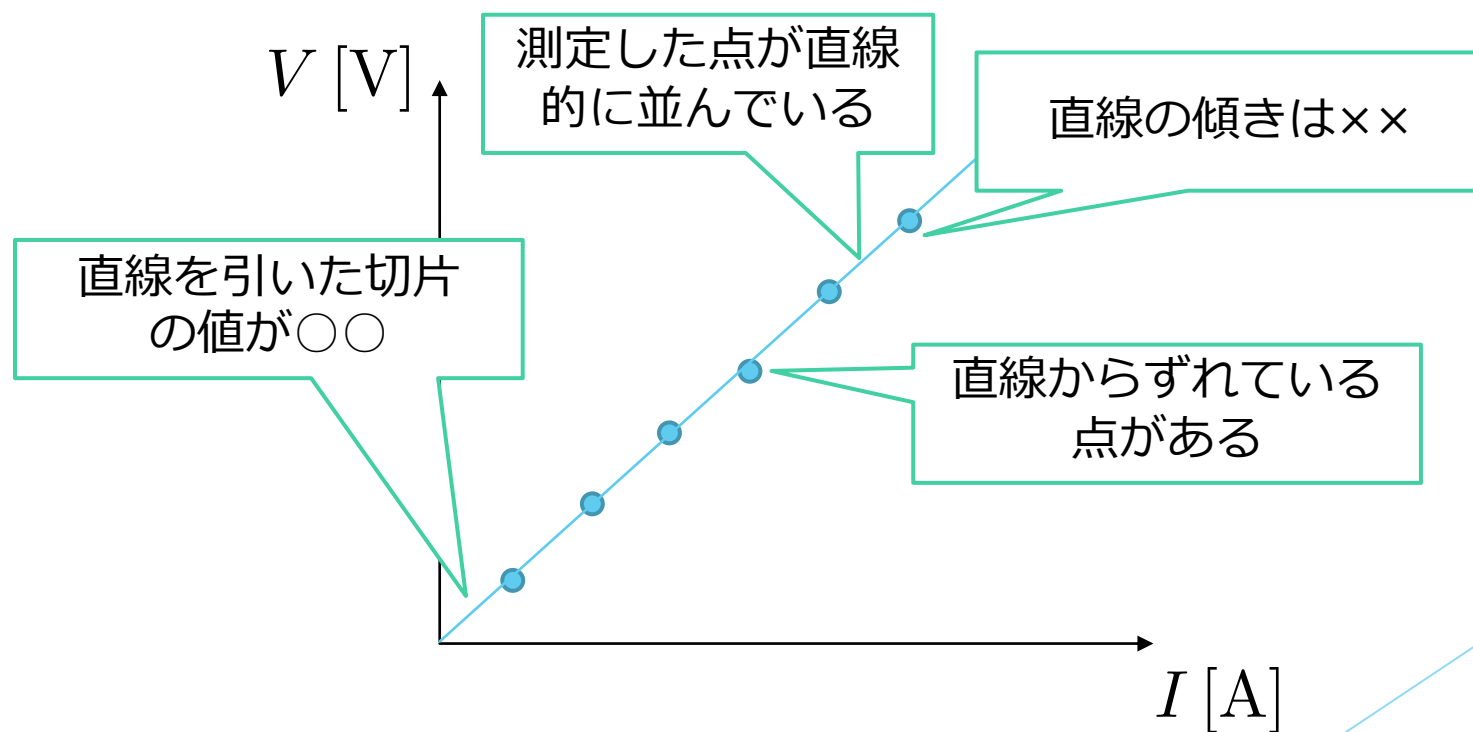 V [V]
測定した点が直線
的に並んでいる
直線の傾きは××
直線を引いた切片
の値が○○
直線からずれている
点がある
I [A]